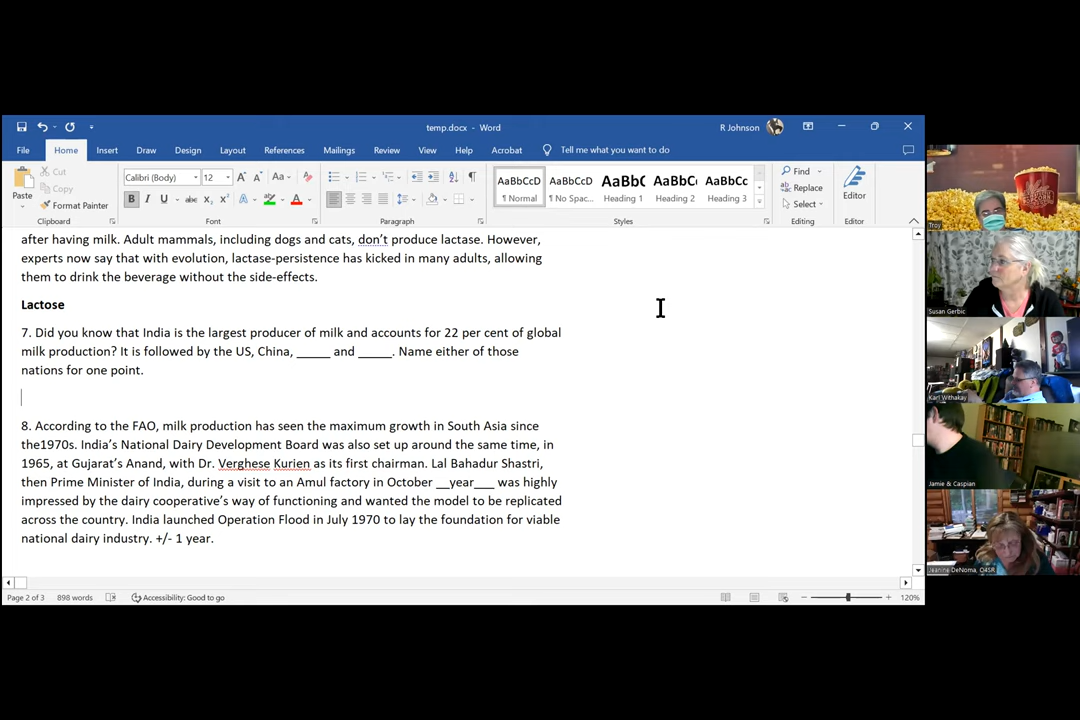 temp.docx - Word
R Johnson
File Home Insert Draw Design Layout References Mailings Review View Help Acrobat Tell me what you want to do
Paste
Cut
Copy
Format Painter
Calibri (Body) 12
Aa
B I U abc x₂ x²
AaBbCcD AaBbCcD AaBbC AaBbCc AaBbCc
¶ Normal ¶ No Spac... Heading 1 Heading 2 Heading 3
Find
Replace
Select
Editor
Clipboard Font Paragraph Styles Editing Editor
after having milk. Adult mammals, including dogs and cats, don't produce lactase. However,
experts now say that with evolution, lactase-persistence has kicked in many adults, allowing
them to drink the beverage without the side-effects.
Lactose
7. Did you know that India is the largest producer of milk and accounts for 22 per cent of global
milk production? It is followed by the US, China, _____ and _____. Name either of those
nations for one point.
8. According to the FAO, milk production has seen the maximum growth in South Asia since
the1970s. India's National Dairy Development Board was also set up around the same time, in
1965, at Gujarat's Anand, with Dr. Verghese Kurien as its first chairman. Lal Bahadur Shastri,
then Prime Minister of India, during a visit to an Amul factory in October __year___ was highly
impressed by the dairy cooperative's way of functioning and wanted the model to be replicated
across the country. India launched Operation Flood in July 1970 to lay the foundation for viable
national dairy industry. +/- 1 year.
Page 2 of 3 898 words Accessibility: Good to go 120%
Troy
Susan Gerbic
Karl Withakay
Jamie & Caspian
Jeanine DeNoma, O4SR